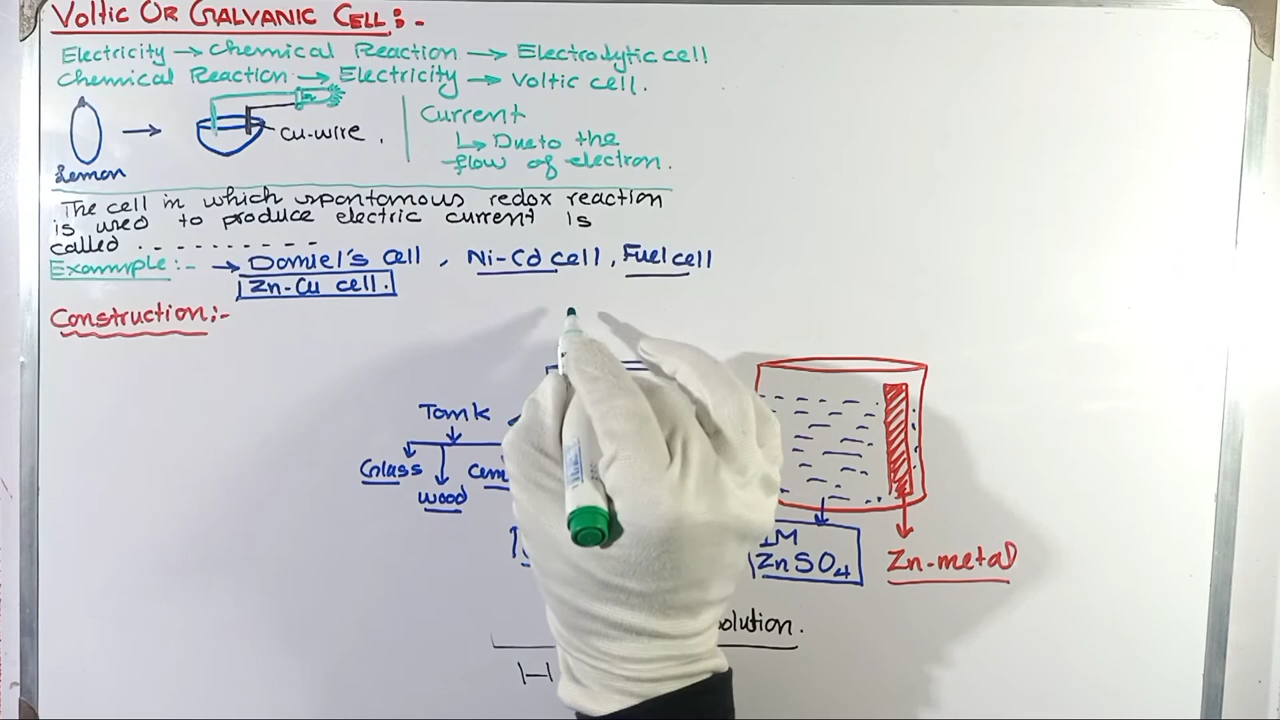 Voltic OR GALVANIC CELL:-
Electricity → Chemical Reaction → Electrolytic cell
Chemical Reaction → Electricity → Voltic cell.
Cu-wire.
Current
↳ Due to the
flow of electron.
Lemon
The cell in which spontamous redox reaction
is used to produce electric current is
called . - - - - - - - - -
Example:- → Daniel's cell , Ni-Cd cell, Fuel cell
Zn-Cu cell.
Construction:-
Tank
Glass
wood
1M
ZnSO4
Zn-metal
solution.